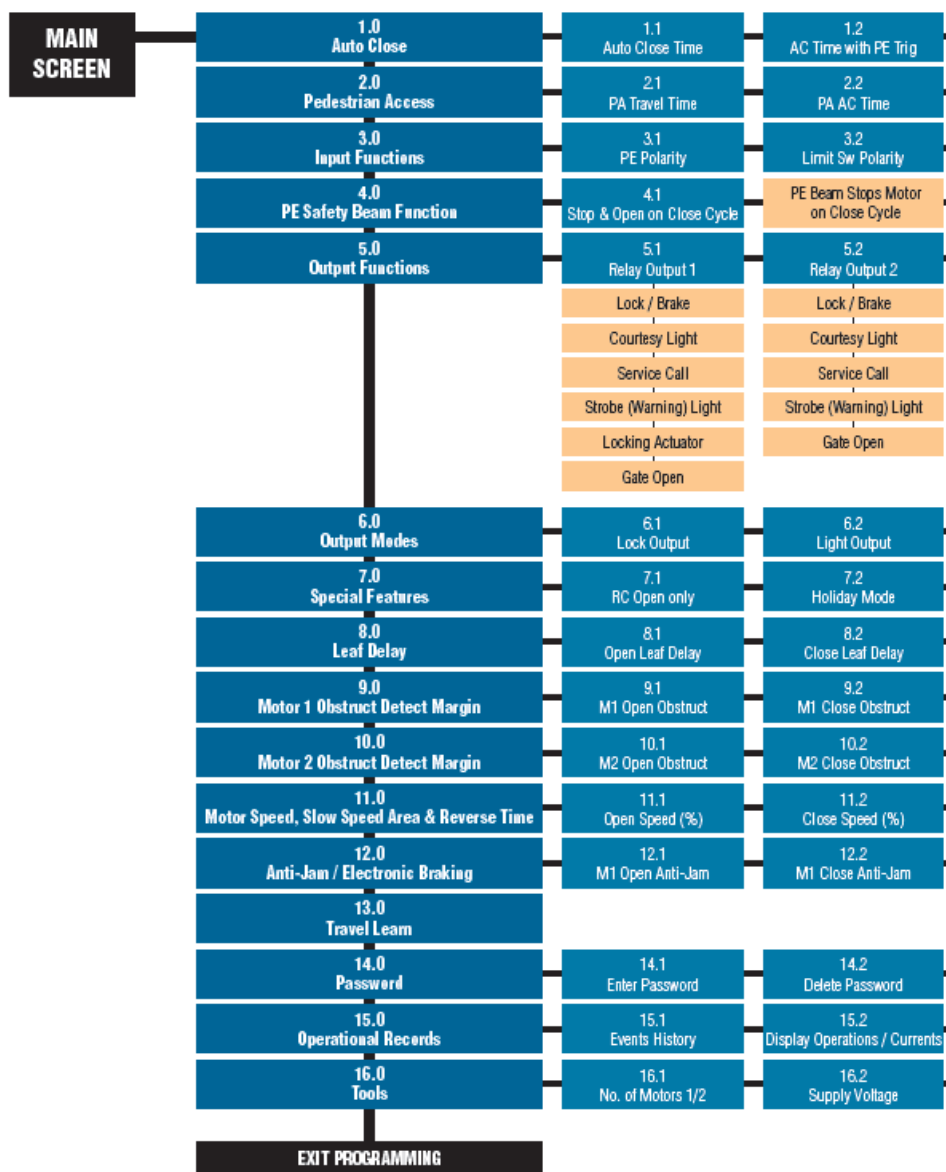 MAIN
SCREEN
1.0
Auto Close
1.1
Auto Close Time
1.2
AC Time with PE Trig
2.0
Pedestrian Access
2.1
PA Travel Time
2.2
PA AC Time
3.0
Input Functions
3.1
PE Polarity
3.2
Limit Sw Polarity
4.0
PE Safety Beam Function
4.1
Stop & Open on Close Cycle
PE Beam Stops Motor
on Close Cycle
5.0
Output Functions
5.1
Relay Output 1
5.2
Relay Output 2
Lock / Brake
Lock / Brake
Courtesy Light
Courtesy Light
Service Call
Service Call
Strobe (Warning) Light
Strobe (Warning) Light
Locking Actuator
Gate Open
Gate Open
6.0
Output Modes
6.1
Lock Output
6.2
Light Output
7.0
Special Features
7.1
RC Open only
7.2
Holiday Mode
8.0
Leaf Delay
8.1
Open Leaf Delay
8.2
Close Leaf Delay
9.0
Motor 1 Obstruct Detect Margin
9.1
M1 Open Obstruct
9.2
M1 Close Obstruct
10.0
Motor 2 Obstruct Detect Margin
10.1
M2 Open Obstruct
10.2
M2 Close Obstruct
11.0
Motor Speed, Slow Speed Area & Reverse Time
11.1
Open Speed (%)
11.2
Close Speed (%)
12.0
Anti-Jam / Electronic Braking
12.1
M1 Open Anti-Jam
12.2
M1 Close Anti-Jam
13.0
Travel Learn
14.0
Password
14.1
Enter Password
14.2
Delete Password
15.0
Operational Records
15.1
Events History
15.2
Display Operations / Currents
16.0
Tools
16.1
No. of Motors 1/2
16.2
Supply Voltage
EXIT PROGRAMMING